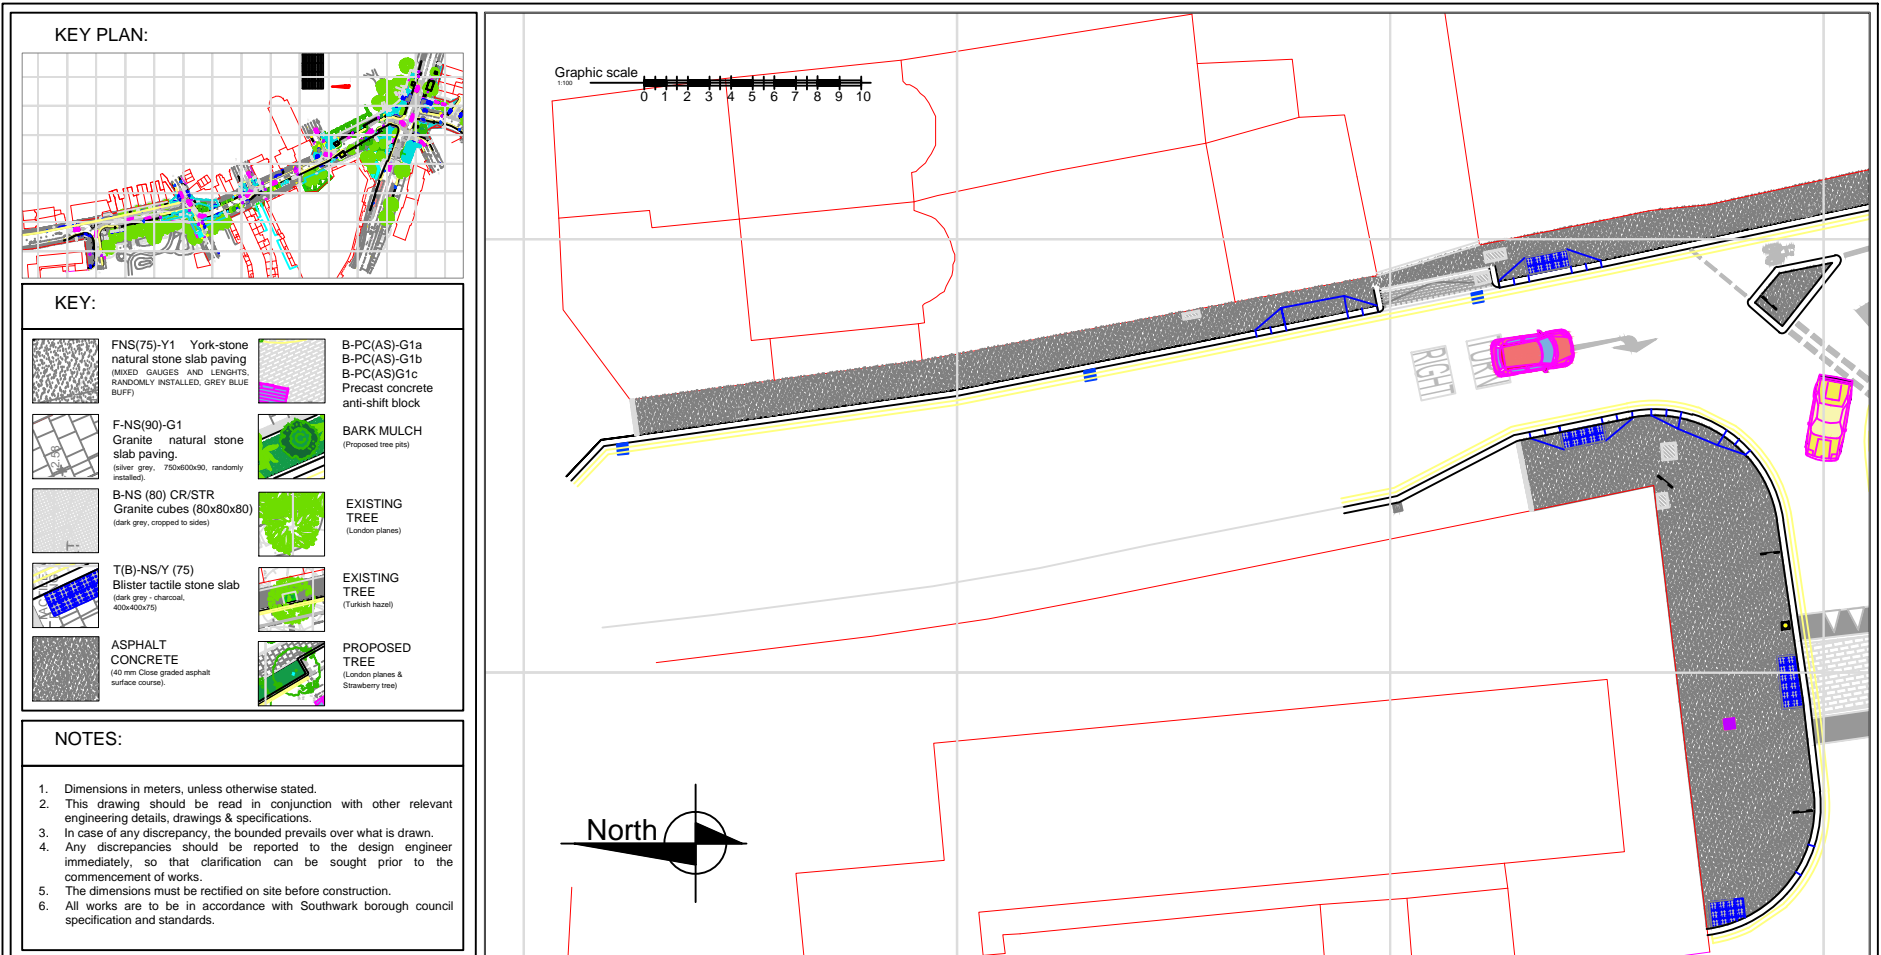 KEY PLAN:
KEY:
FNS(75)-Y1 York-stone
natural stone slab paving
(MIXED GAUGES AND LENGHTS,
RANDOMLY INSTALLED, GREY BLUE
BUFF)
F-NS(90)-G1
Granite natural stone
slab paving.
(silver grey, 750x600x90, randomly
installed).
B-NS (80) CR/STR
Granite cubes (80x80x80)
(dark grey, cropped to sides)
T(B)-NS/Y (75)
Blister tactile stone slab
(dark grey - charcoal,
400x400x75)
ASPHALT
CONCRETE
(40 mm Close graded asphalt
surface course).
B-PC(AS)-G1a
B-PC(AS)-G1b
B-PC(AS)G1c
Precast concrete
anti-shift block
BARK MULCH
(Proposed tree pits)
EXISTING
TREE
(London planes)
EXISTING
TREE
(Turkish hazel)
PROPOSED
TREE
(London planes &
Strawberry tree)
NOTES:
1. Dimensions in meters, unless otherwise stated.
2. This drawing should be read in conjunction with other relevant
engineering details, drawings & specifications.
3. In case of any discrepancy, the bounded prevails over what is drawn.
4. Any discrepancies should be reported to the design engineer
immediately, so that clarification can be sought prior to the
commencement of works.
5. The dimensions must be rectified on site before construction.
6. All works are to be in accordance with Southwark borough council
specification and standards.
Graphic scale
1:100
0 1 2 3 4 5 6 7 8 9 10
TURN
RIGHT
North